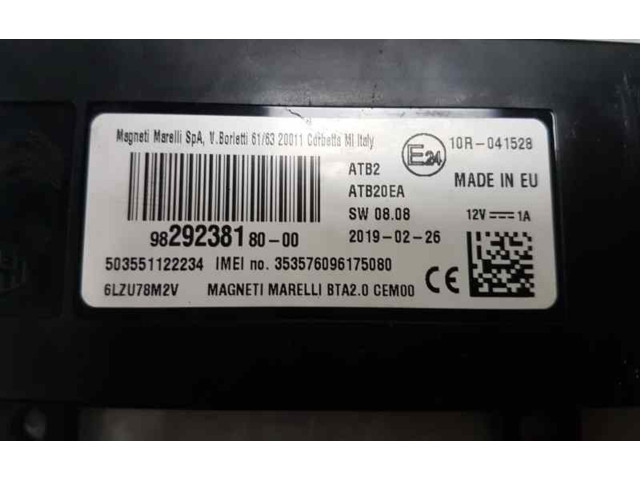 Magneti Marelli SpA, V.Borletti 61/63 20011 Corbetta MI Italy
E24
10R-041528
ATB2
ATB20EA
MADE IN EU
SW 08.08
12V 1A
9829238180-00
2019-02-26
503551122234 IMEI no. 353576096175080
CE
6LZU78M2V MAGNETI MARELLI BTA2.0 CEM00